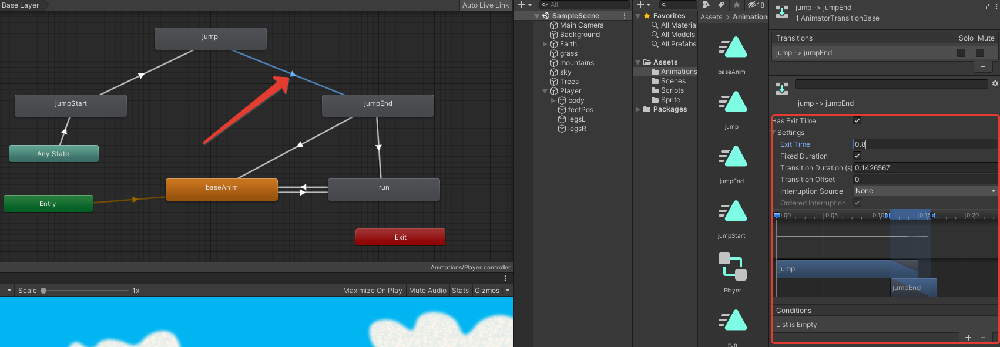 Base Layer
Auto Live Link
jump
jumpStart
jumpEnd
Any State
baseAnim
run
Entry
Exit
Animations/Player.controller
Scale
1x
Maximize On Play
Mute Audio
Stats
Gizmos
All
SampleScene
Main Camera
Background
Earth
grass
mountains
sky
Trees
Player
body
feetPos
legsL
legsR
Favorites
All Materia
All Models
All Prefabs
Assets
Animations
Scenes
Scripts
Sprite
Packages
18
Assets > Animation
baseAnim
jump
jumpEnd
jumpStart
Player
run
jump -> jumpEnd
1 AnimatorTransitionBase
Transitions
Solo
Mute
jump -> jumpEnd
jump -> jumpEnd
Has Exit Time
Settings
Exit Time
0.8
Fixed Duration
Transition Duration (s)
0.1426567
Transition Offset
0
Interruption Source
None
Ordered Interruption
0:00
0:05
0:10
0:15
0:20
jump
jumpEnd
Conditions
List is Empty